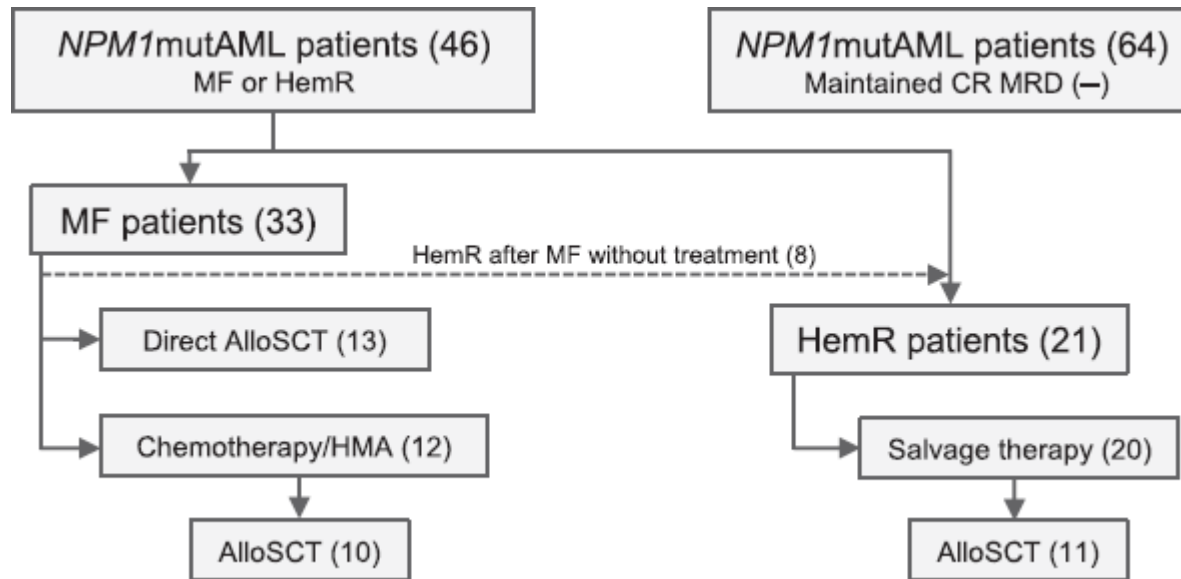 NPM1mutAML patients (46)
MF or HemR
NPM1mutAML patients (64)
Maintained CR MRD (–)
MF patients (33)
HemR after MF without treatment (8)
Direct AlloSCT (13)
HemR patients (21)
Chemotherapy/HMA (12)
Salvage therapy (20)
AlloSCT (10)
AlloSCT (11)